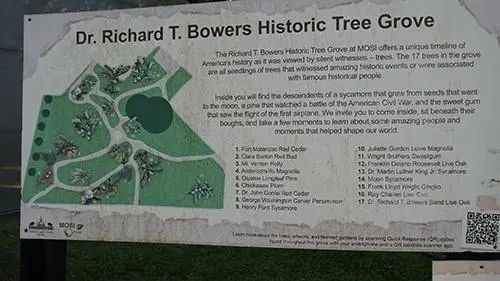 Dr. Richard T. Bowers Historic Tree Grove
The Richard T. Bowers Historic Tree Grove at MOSI offers a unique timeline of
America's history as it was viewed by silent witnesses – trees. The 17 trees in the grove
are all seedlings of trees that witnessed amazing historic events or were associated
with famous historical people.
Inside you will find the descendents of a sycamore that grew from seeds that went
to the moon, a pine that watched a battle of the American Civil War, and the sweet gum
that saw the flight of the first airplane. We invite you to come inside, sit beneath their
boughs, and take a few moments to learn about some amazing people and
moments that helped shape our world.
1. Fort Matanzas Red Cedar
2. Clara Barton Red Bud
3. Mt. Vernon Holly
4. Andersonville Magnolia
5. Olustee Longleaf Pine
6. Chickasaw Plum
7. Dr. John Gorrie Red Cedar
8. George Washington Carver Persimmon
9. Henry Ford Sycamore
10. Juliette Gordon Lowe Magnolia
11. Wright Brothers Sweetgum
12. Franklin Delano Roosevelt Live Oak
13. Dr. Martin Luther King Jr. Sycamore
14. Moon Sycamore
15. Frank Lloyd Wright Gingko
16. Ray Charles Live Oak
17. Dr. Richard T. Bowers Sand Live Oak
MOSI
Learn more about the trees, artwork, and themed gardens by scanning Quick Response (QR) codes
found throughout the grove with your smartphone and a QR barcode scanner app.